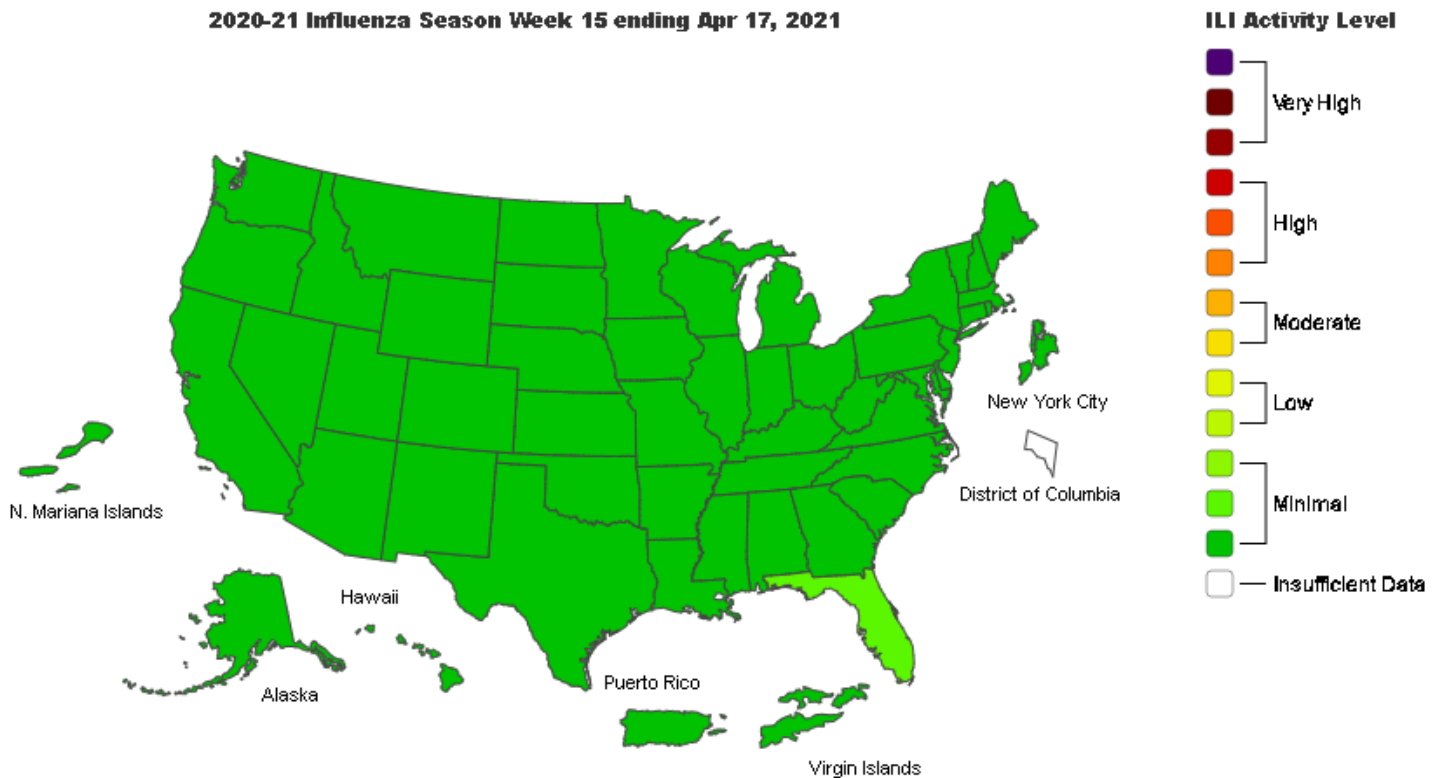 2020-21 Influenza Season Week 15 ending Apr 17, 2021
ILI Activity Level
Very High
High
Moderate
Low
Minimal
Insufficient Data
New York City
District of Columbia
N. Mariana Islands
Hawaii
Alaska
Puerto Rico
Virgin Islands